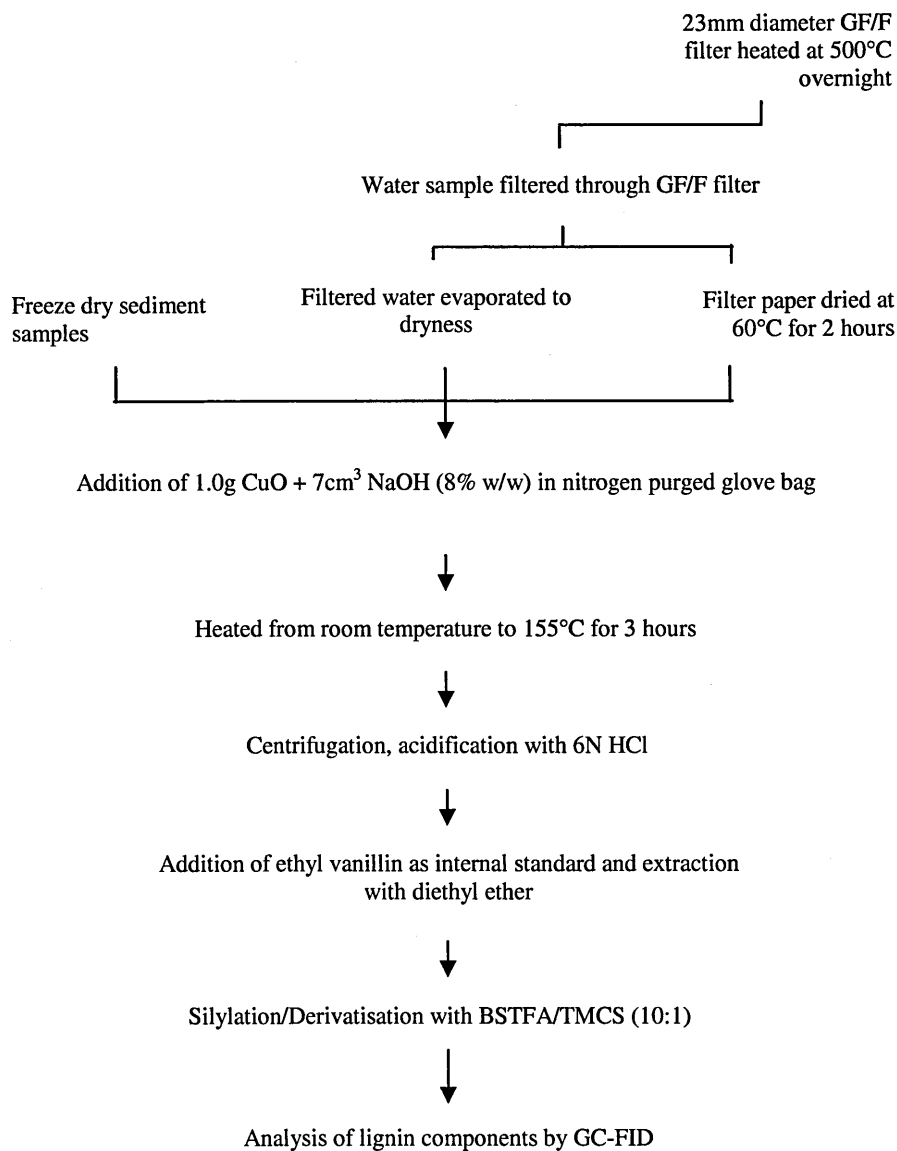 23mm diameter GF/F
filter heated at 500°C
overnight
Water sample filtered through GF/F filter
Freeze dry sediment
samples
Filtered water evaporated to
dryness
Filter paper dried at
60°C for 2 hours
Addition of 1.0g CuO + 7cm³ NaOH (8% w/w) in nitrogen purged glove bag
Heated from room temperature to 155°C for 3 hours
Centrifugation, acidification with 6N HCl
Addition of ethyl vanillin as internal standard and extraction
with diethyl ether
Silylation/Derivatisation with BSTFA/TMCS (10:1)
Analysis of lignin components by GC-FID